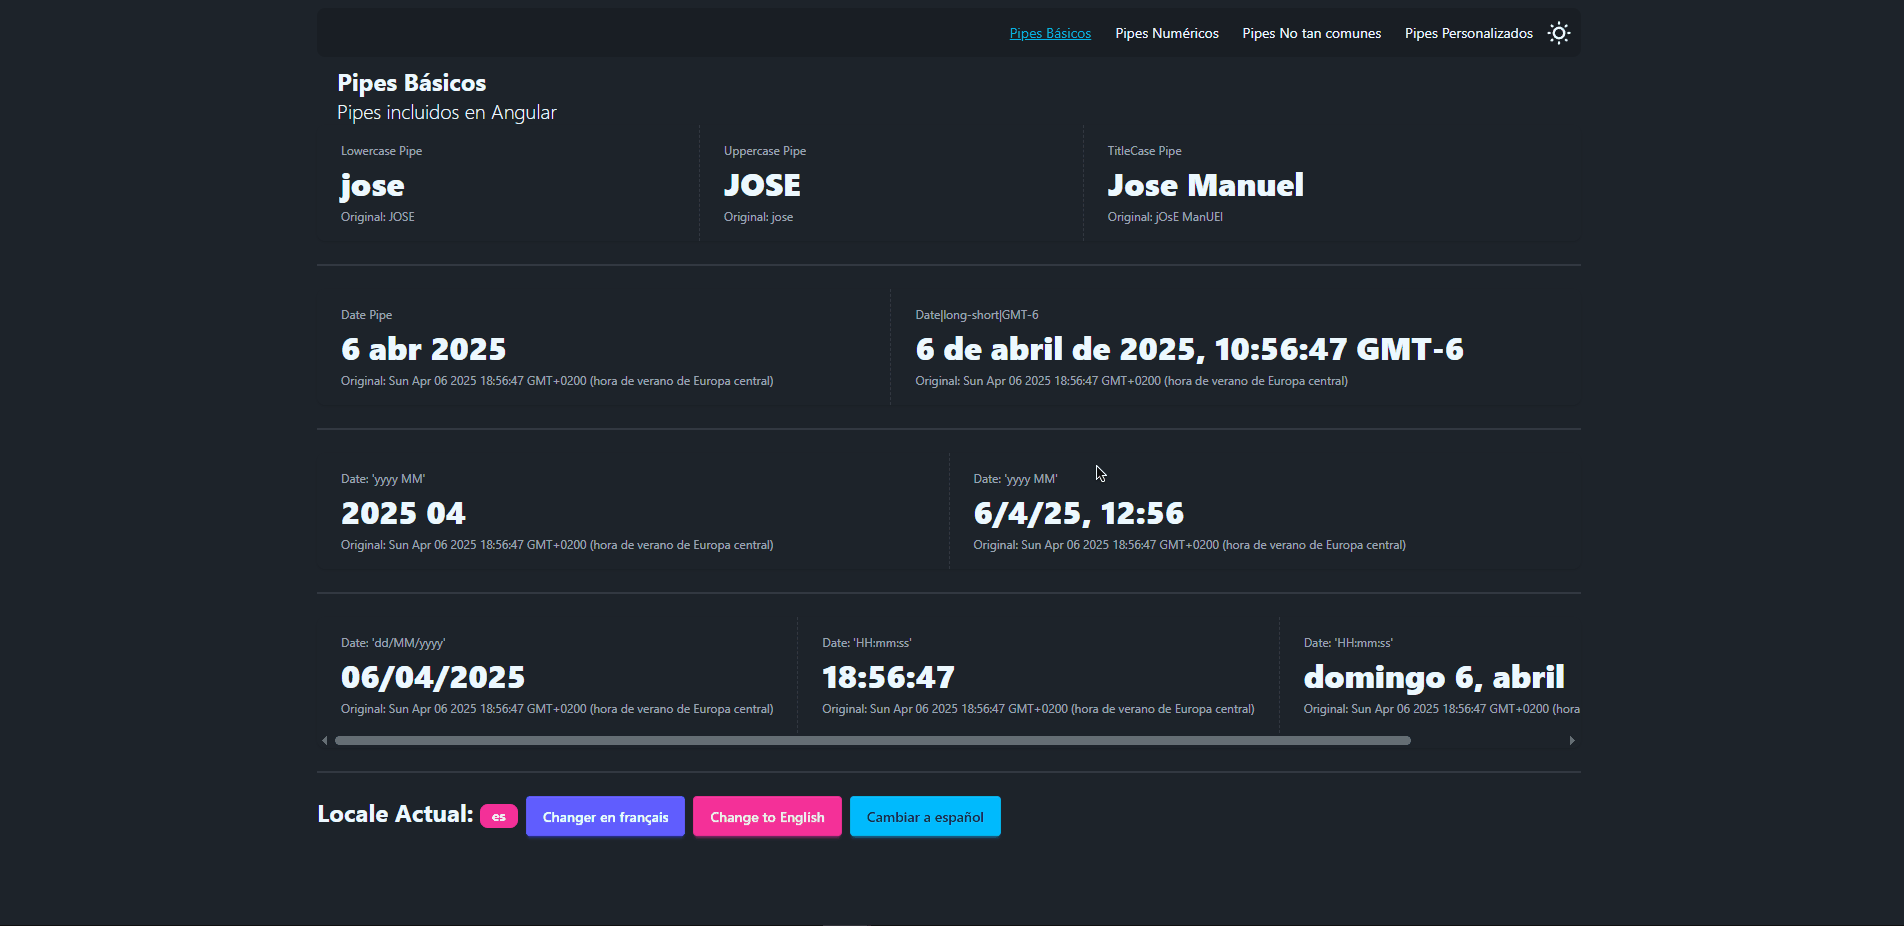 Pipes Básicos Pipes Numéricos Pipes No tan comunes Pipes Personalizados
Pipes Básicos
Pipes incluidos en Angular
Lowercase Pipe
jose
Original: JOSE
Uppercase Pipe
JOSE
Original: jose
TitleCase Pipe
Jose Manuel
Original: jOsE ManUEl
Date Pipe
6 abr 2025
Original: Sun Apr 06 2025 18:56:47 GMT+0200 (hora de verano de Europa central)
Date|long-short|GMT-6
6 de abril de 2025, 10:56:47 GMT-6
Original: Sun Apr 06 2025 18:56:47 GMT+0200 (hora de verano de Europa central)
Date: 'yyyy MM'
2025 04
Original: Sun Apr 06 2025 18:56:47 GMT+0200 (hora de verano de Europa central)
Date: 'yyyy MM'
6/4/25, 12:56
Original: Sun Apr 06 2025 18:56:47 GMT+0200 (hora de verano de Europa central)
Date: 'dd/MM/yyyy'
06/04/2025
Original: Sun Apr 06 2025 18:56:47 GMT+0200 (hora de verano de Europa central)
Date: 'HH:mm:ss'
18:56:47
Original: Sun Apr 06 2025 18:56:47 GMT+0200 (hora de verano de Europa central)
Date: 'HH:mm:ss'
domingo 6, abril
Original: Sun Apr 06 2025 18:56:47 GMT+0200 (hora
Locale Actual: es Changer en français Change to English Cambiar a español